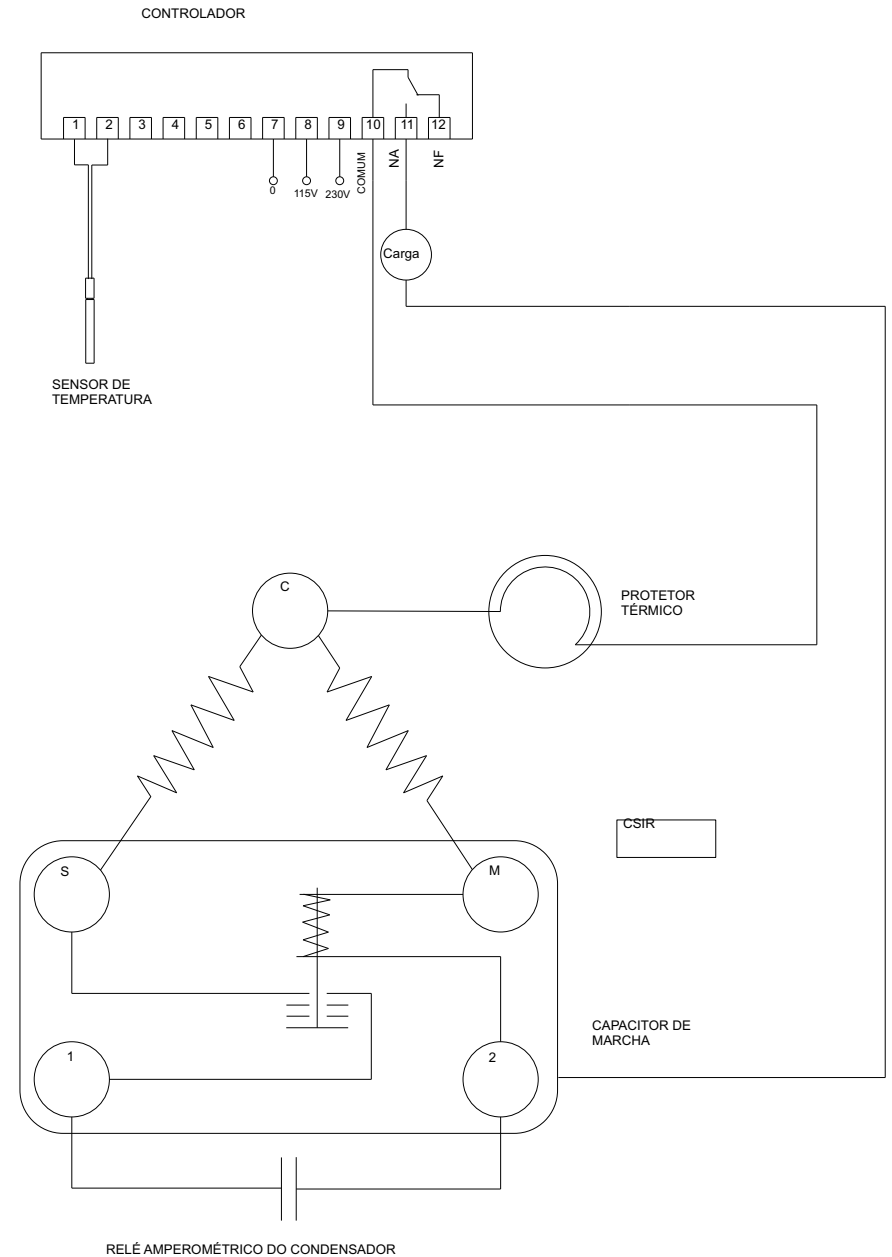 CONTROLADOR
1 2 3 4 5 6 7 8 9 10 11 12
0
115V
230V
COMUM
NA
NF
Carga
SENSOR DE
TEMPERATURA
C
PROTETOR
TÉRMICO
CSIR
S
M
CAPACITOR DE
MARCHA
1
2
RELÉ AMPEROMÉTRICO DO CONDENSADOR